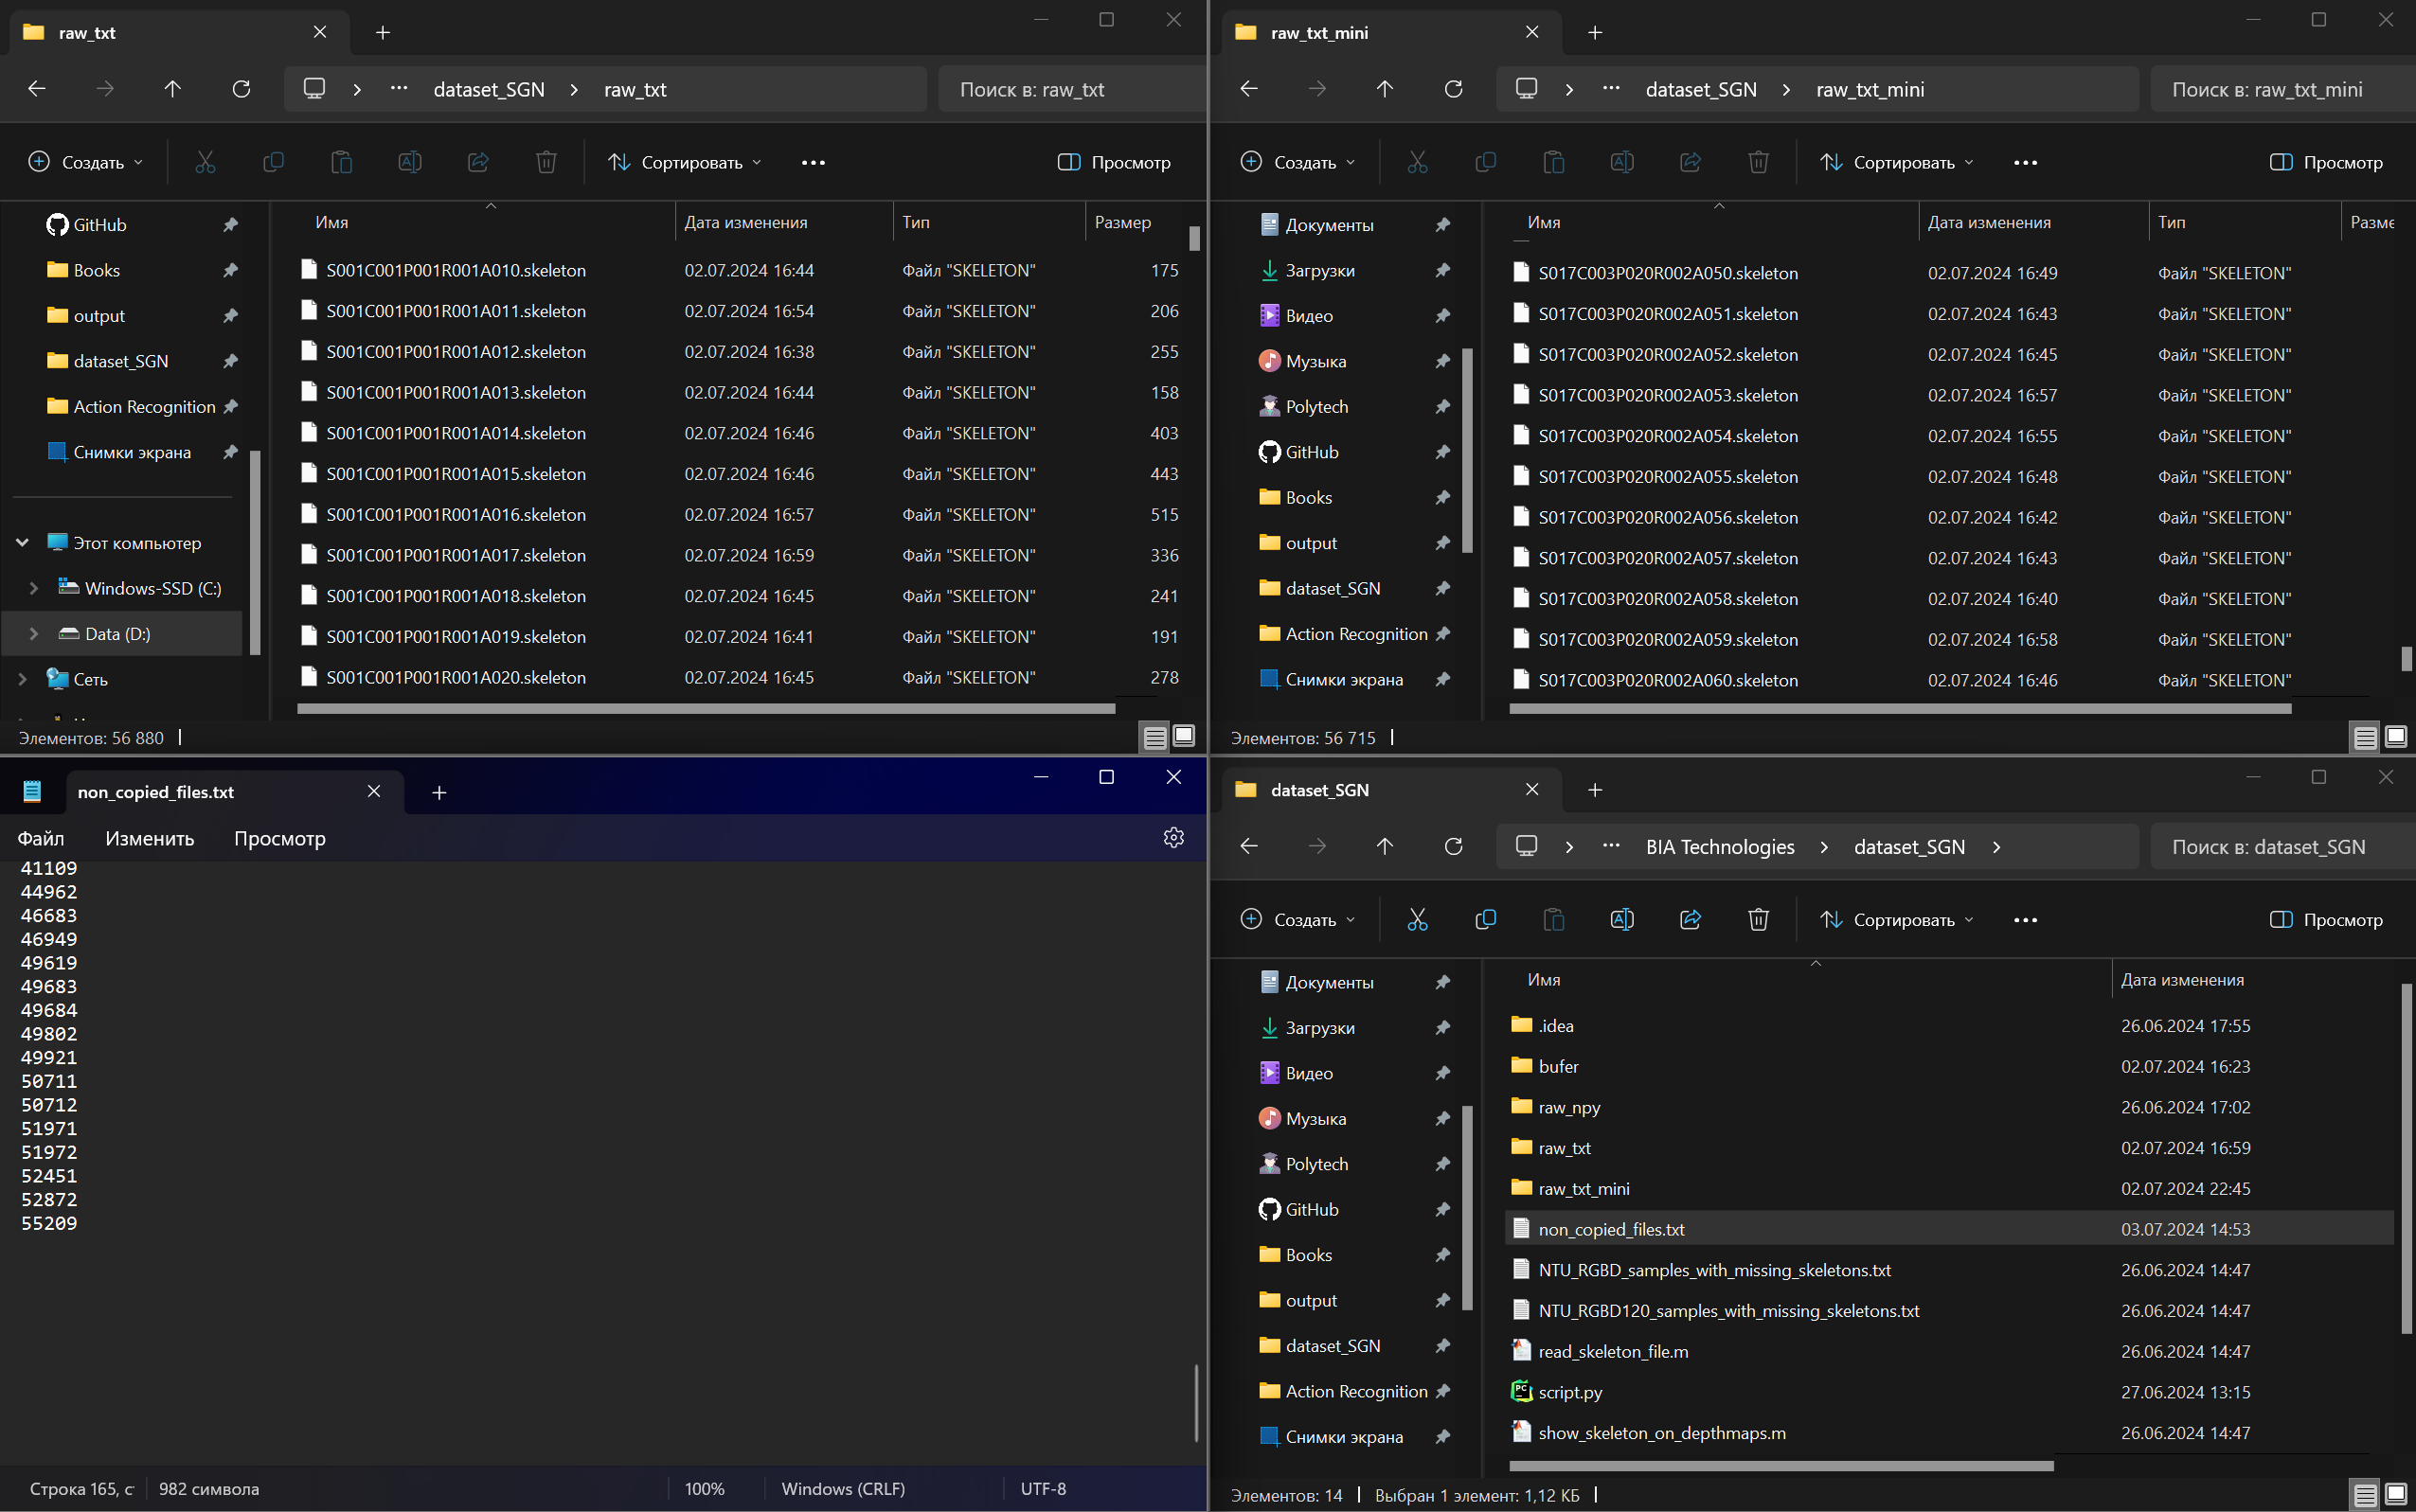 raw_txt
dataset_SGN
raw_txt
Поиск в: raw_txt
Создать
Сортировать
Просмотр
GitHub
Books
output
dataset_SGN
Action Recognition
Снимки экрана
Этот компьютер
Windows-SSD (C:)
Data (D:)
Сеть
Имя Дата изменения Тип Размер
S001C001P001R001A010.skeleton 02.07.2024 16:44 Файл "SKELETON" 175
S001C001P001R001A011.skeleton 02.07.2024 16:54 Файл "SKELETON" 206
S001C001P001R001A012.skeleton 02.07.2024 16:38 Файл "SKELETON" 255
S001C001P001R001A013.skeleton 02.07.2024 16:44 Файл "SKELETON" 158
S001C001P001R001A014.skeleton 02.07.2024 16:46 Файл "SKELETON" 403
S001C001P001R001A015.skeleton 02.07.2024 16:46 Файл "SKELETON" 443
S001C001P001R001A016.skeleton 02.07.2024 16:57 Файл "SKELETON" 515
S001C001P001R001A017.skeleton 02.07.2024 16:59 Файл "SKELETON" 336
S001C001P001R001A018.skeleton 02.07.2024 16:45 Файл "SKELETON" 241
S001C001P001R001A019.skeleton 02.07.2024 16:41 Файл "SKELETON" 191
S001C001P001R001A020.skeleton 02.07.2024 16:45 Файл "SKELETON" 278
Элементов: 56 880
raw_txt_mini
dataset_SGN
raw_txt_mini
Поиск в: raw_txt_mini
Создать
Сортировать
Просмотр
Документы
Загрузки
Видео
Музыка
Polytech
GitHub
Books
output
dataset_SGN
Action Recognition
Снимки экрана
Имя Дата изменения Тип Разме
S017C003P020R002A050.skeleton 02.07.2024 16:49 Файл "SKELETON"
S017C003P020R002A051.skeleton 02.07.2024 16:43 Файл "SKELETON"
S017C003P020R002A052.skeleton 02.07.2024 16:45 Файл "SKELETON"
S017C003P020R002A053.skeleton 02.07.2024 16:57 Файл "SKELETON"
S017C003P020R002A054.skeleton 02.07.2024 16:55 Файл "SKELETON"
S017C003P020R002A055.skeleton 02.07.2024 16:48 Файл "SKELETON"
S017C003P020R002A056.skeleton 02.07.2024 16:42 Файл "SKELETON"
S017C003P020R002A057.skeleton 02.07.2024 16:43 Файл "SKELETON"
S017C003P020R002A058.skeleton 02.07.2024 16:40 Файл "SKELETON"
S017C003P020R002A059.skeleton 02.07.2024 16:58 Файл "SKELETON"
S017C003P020R002A060.skeleton 02.07.2024 16:46 Файл "SKELETON"
Элементов: 56 715
non_copied_files.txt
Файл Изменить Просмотр
41109
44962
46683
46949
49619
49683
49684
49802
49921
50711
50712
51971
51972
52451
52872
55209
Строка 165, 982 символа 100% Windows (CRLF) UTF-8
dataset_SGN
BIA Technologies
dataset_SGN
Поиск в: dataset_SGN
Создать
Сортировать
Просмотр
Документы
Загрузки
Видео
Музыка
Polytech
GitHub
Books
output
dataset_SGN
Action Recognition
Снимки экрана
Имя Дата изменения
.idea 26.06.2024 17:55
bufer 02.07.2024 16:23
raw_npy 26.06.2024 17:02
raw_txt 02.07.2024 16:59
raw_txt_mini 02.07.2024 22:45
non_copied_files.txt 03.07.2024 14:53
NTU_RGBD_samples_with_missing_skeletons.txt 26.06.2024 14:47
NTU_RGBD120_samples_with_missing_skeletons.txt 26.06.2024 14:47
read_skeleton_file.m 26.06.2024 14:47
script.py 27.06.2024 13:15
show_skeleton_on_depthmaps.m 26.06.2024 14:47
Элементов: 14 Выбран 1 элемент: 1,12 КБ